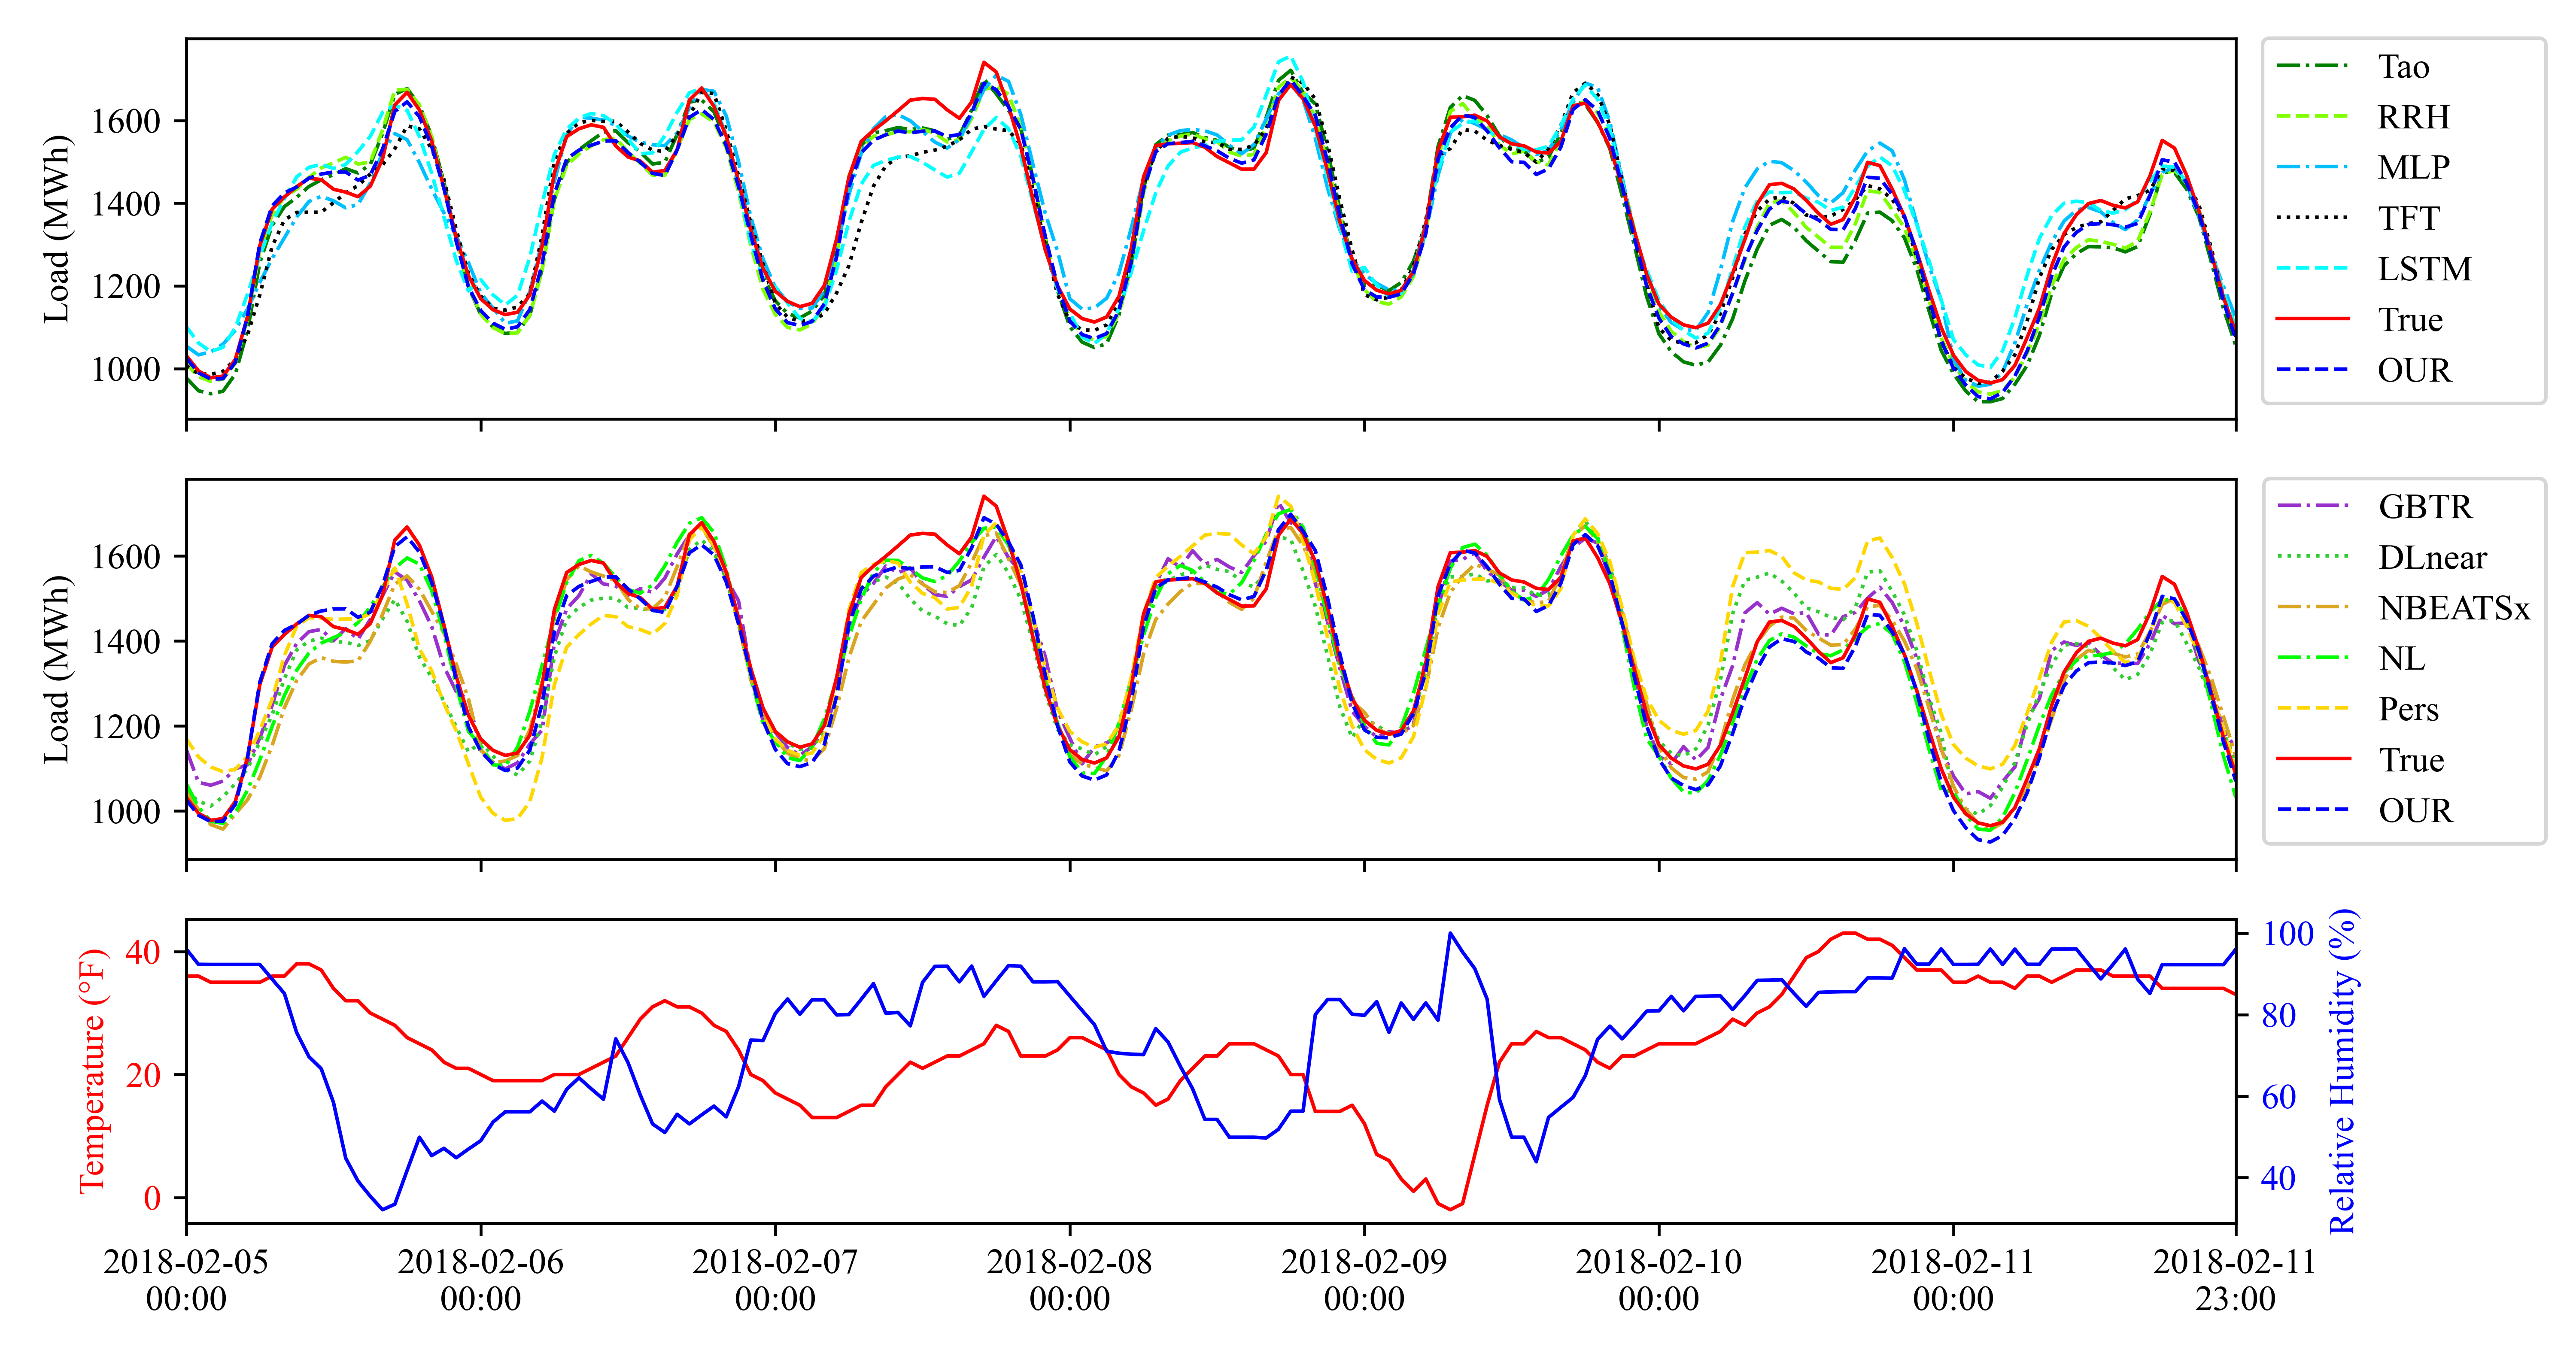 Load (MWh)
1600
1400
1200
1000
Tao
RRH
MLP
TFT
LSTM
True
OUR
Load (MWh)
1600
1400
1200
1000
GBTR
DLnear
NBEATSx
NL
Pers
True
OUR
Temperature (°F)
40
20
0
100
80
60
40
Relative Humidity (%)
2018-02-05
00:00
2018-02-06
00:00
2018-02-07
00:00
2018-02-08
00:00
2018-02-09
00:00
2018-02-10
00:00
2018-02-11
00:00
2018-02-11
23:00